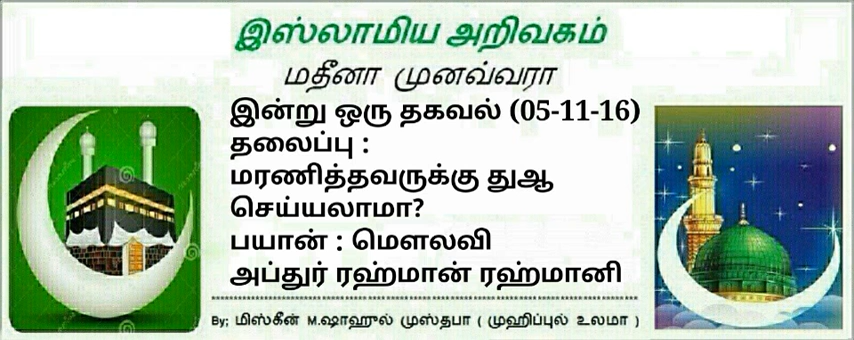 இஸ்லாமிய அறிவகம்
மதீனா முனவ்வரா
இன்று ஒரு தகவல் (05-11-16)
தலைப்பு :
மரணித்தவருக்கு துஆ
செய்யலாமா?
பயான் : மௌலவி
அப்துர் ரஹ்மான் ரஹ்மானி
By; மிஸ்கீன் M.ஷாஹுல் முஸ்தபா ( முஹிப்புல் உலமா )